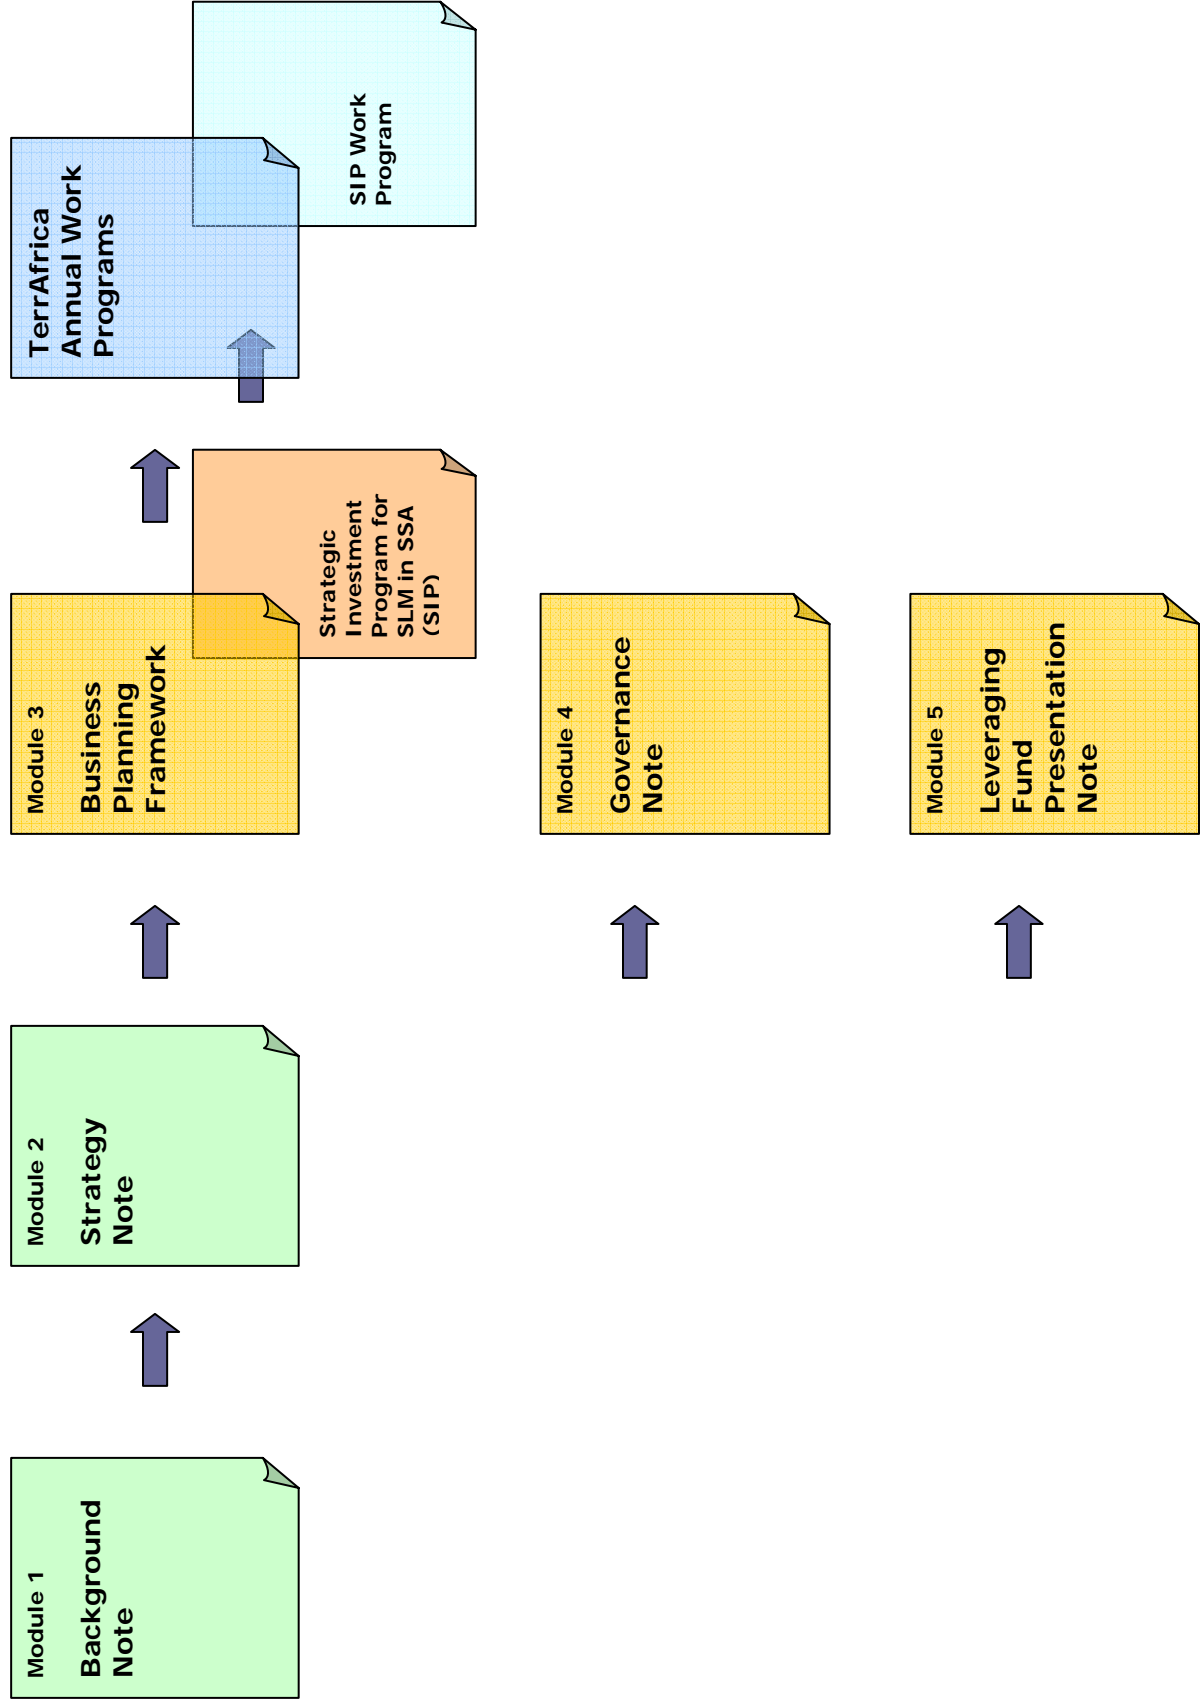 Module 1
Background
Note
Module 2
Strategy
Note
Module 3
Business
Planning
Framework
Strategic
Investment
Program for
SLM in SSA
(SIP)
TerrAfrica
Annual Work
Programs
SIP Work
Program
Module 4
Governance
Note
Module 5
Leveraging
Fund
Presentation
Note